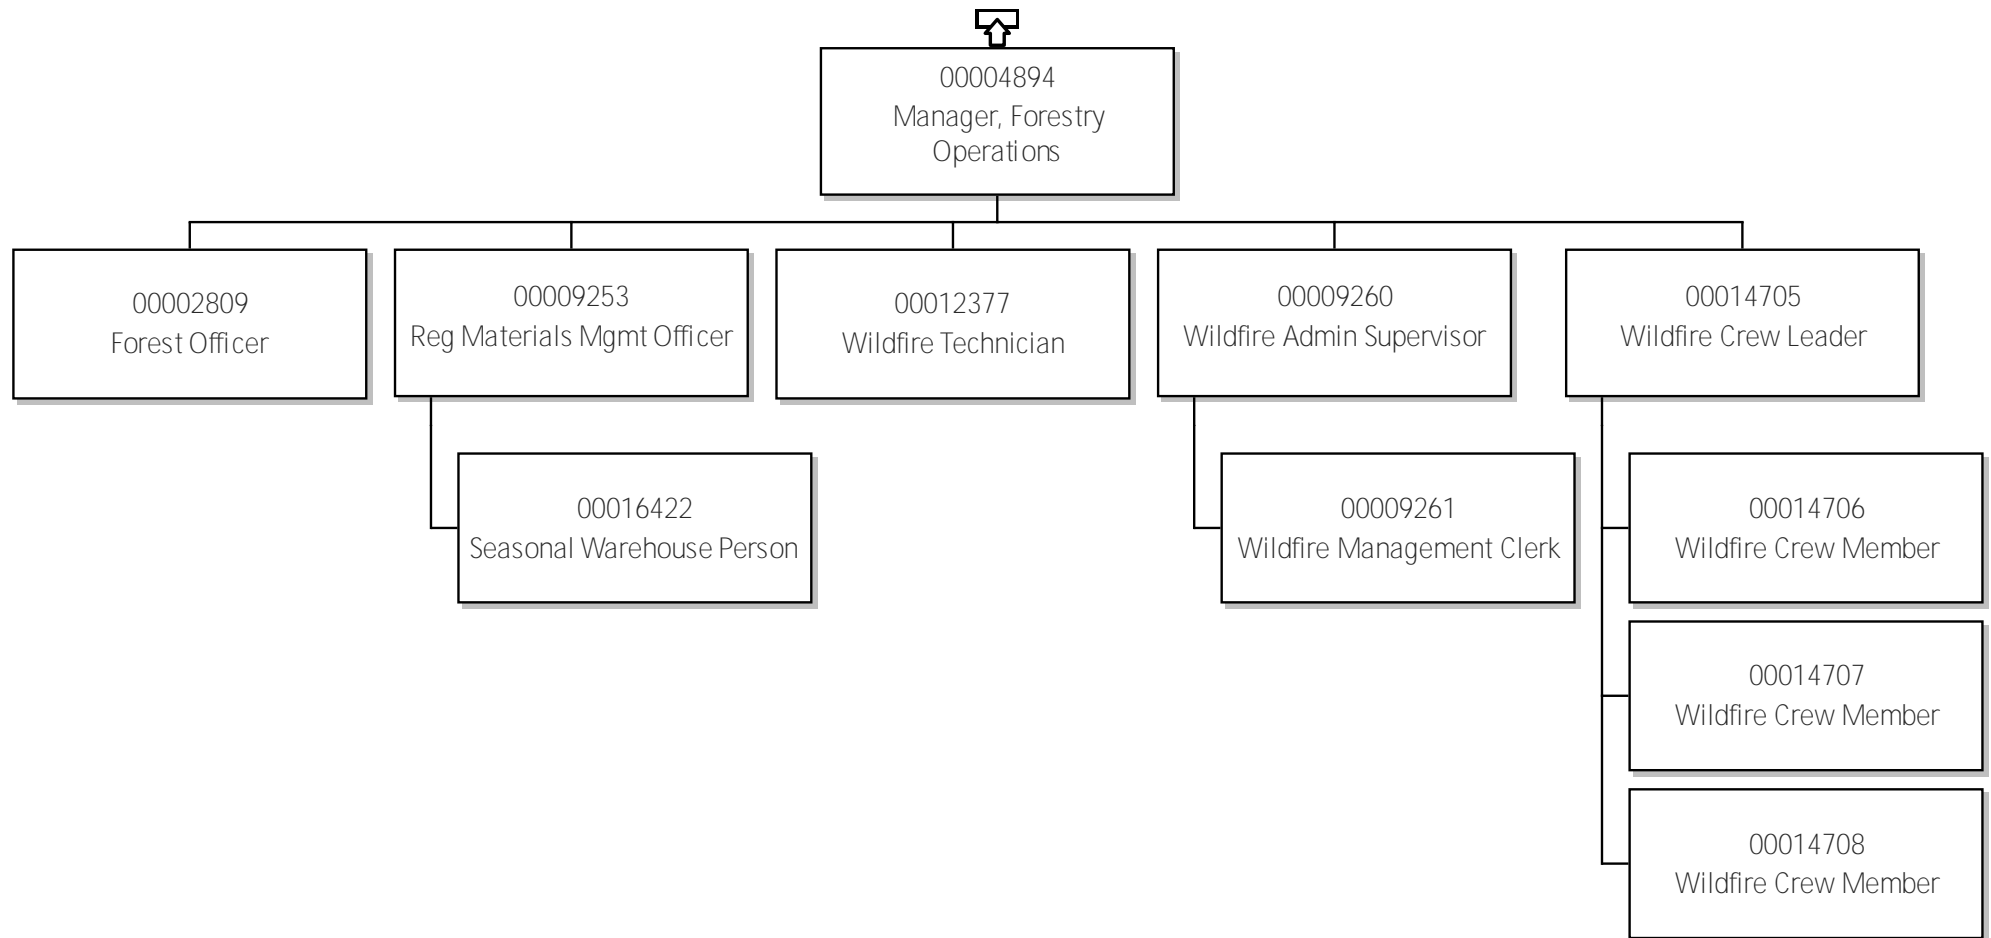 00004894
Manager, Forestry
Operations
00002809
Forest Officer
00009253
Reg Materials Mgmt Officer
00012377
Wildfire Technician
00009260
Wildfire Admin Supervisor
00014705
Wildfire Crew Leader
00016422
Seasonal Warehouse Person
00009261
Wildfire Management Clerk
00014706
Wildfire Crew Member
00014707
Wildfire Crew Member
00014708
Wildfire Crew Member